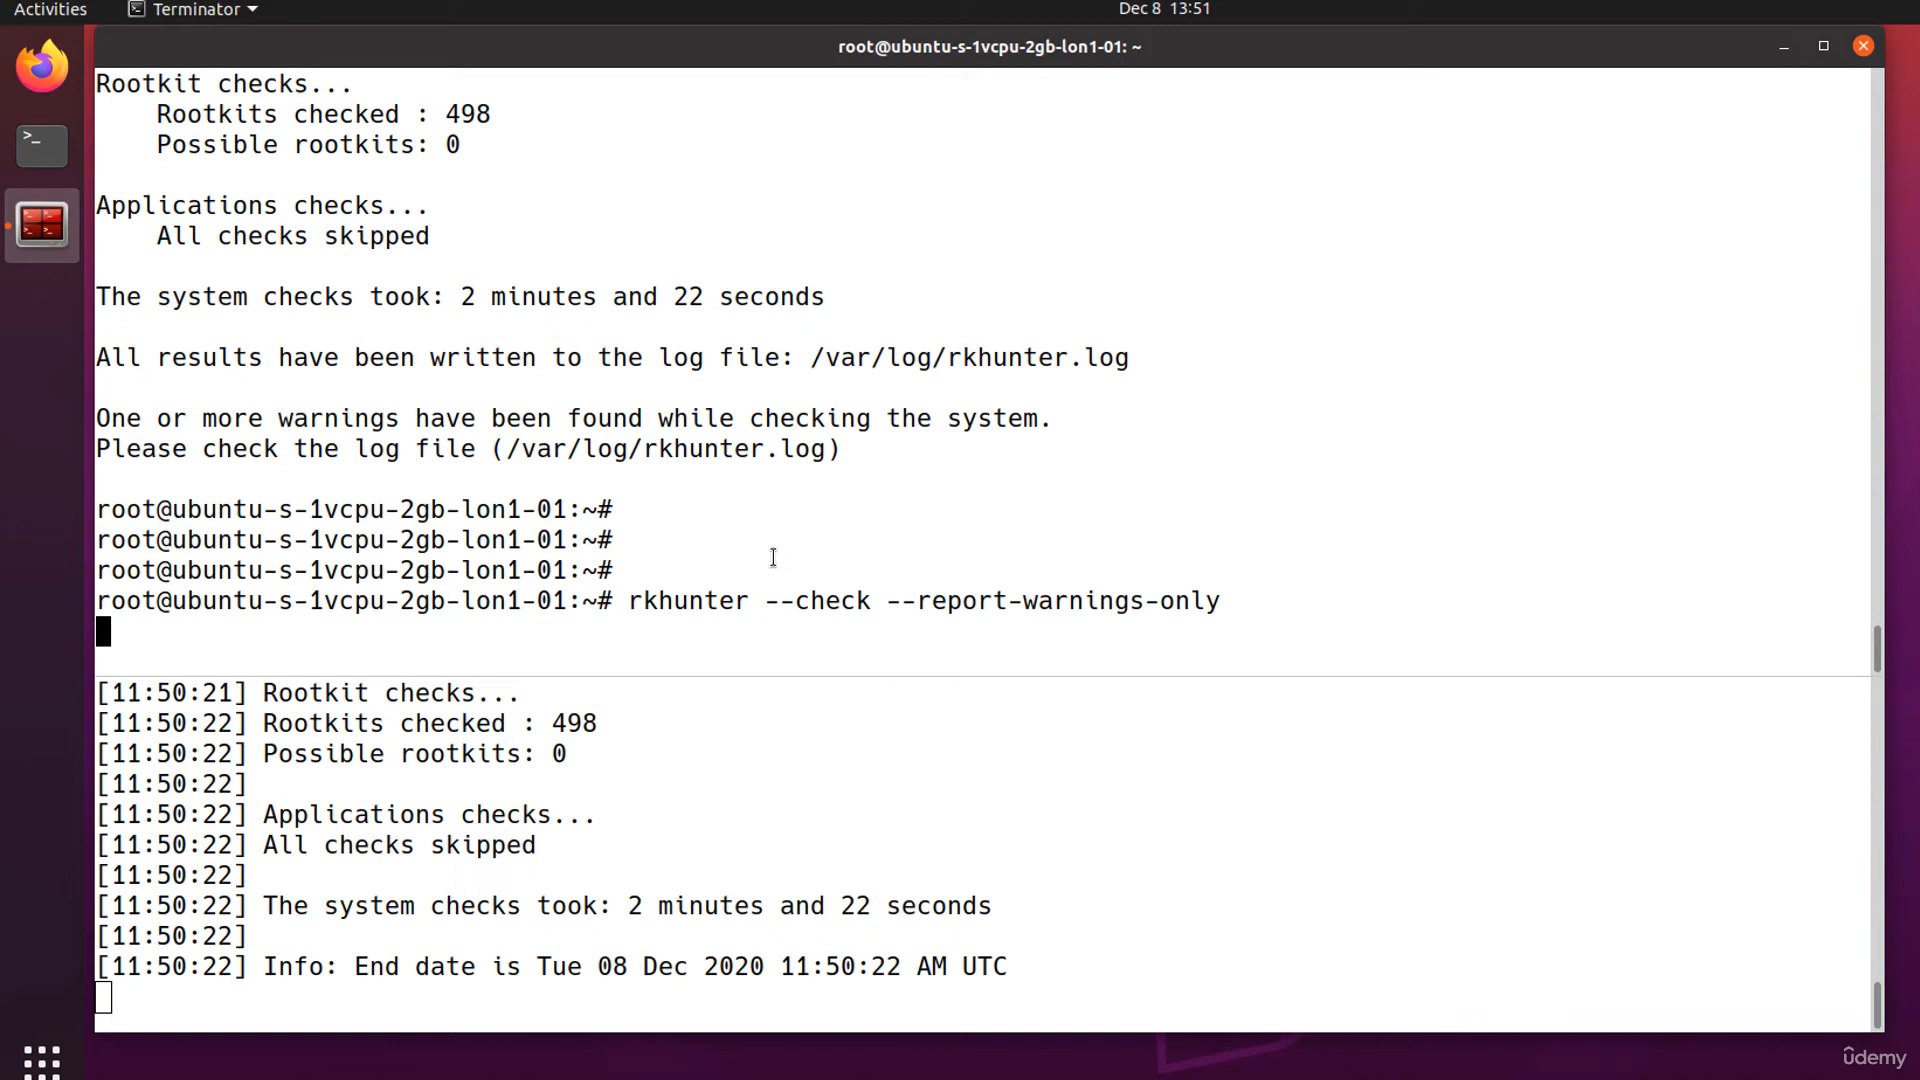 Activities
Terminator
Dec 8 13:51
root@ubuntu-s-1vcpu-2gb-lon1-01: ~
Rootkit checks...
Rootkits checked : 498
Possible rootkits: 0
Applications checks...
All checks skipped
The system checks took: 2 minutes and 22 seconds
All results have been written to the log file: /var/log/rkhunter.log
One or more warnings have been found while checking the system.
Please check the log file (/var/log/rkhunter.log)
root@ubuntu-s-1vcpu-2gb-lon1-01:~#
root@ubuntu-s-1vcpu-2gb-lon1-01:~#
root@ubuntu-s-1vcpu-2gb-lon1-01:~#
root@ubuntu-s-1vcpu-2gb-lon1-01:~# rkhunter --check --report-warnings-only
[11:50:21] Rootkit checks...
[11:50:22] Rootkits checked : 498
[11:50:22] Possible rootkits: 0
[11:50:22]
[11:50:22] Applications checks...
[11:50:22] All checks skipped
[11:50:22]
[11:50:22] The system checks took: 2 minutes and 22 seconds
[11:50:22]
[11:50:22] Info: End date is Tue 08 Dec 2020 11:50:22 AM UTC
ûdemy